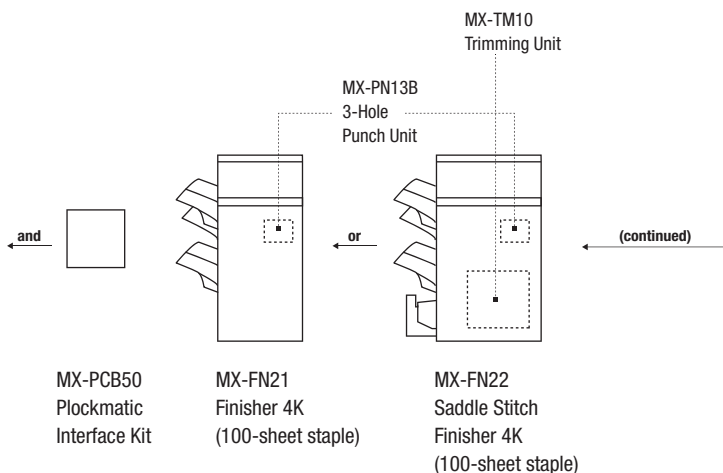 MX-TM10
Trimming Unit
MX-PN13B
3-Hole
Punch Unit
and
or
(continued)
MX-PCB50
Plockmatic
Interface Kit
MX-FN21
Finisher 4K
(100-sheet staple)
MX-FN22
Saddle Stitch
Finisher 4K
(100-sheet staple)